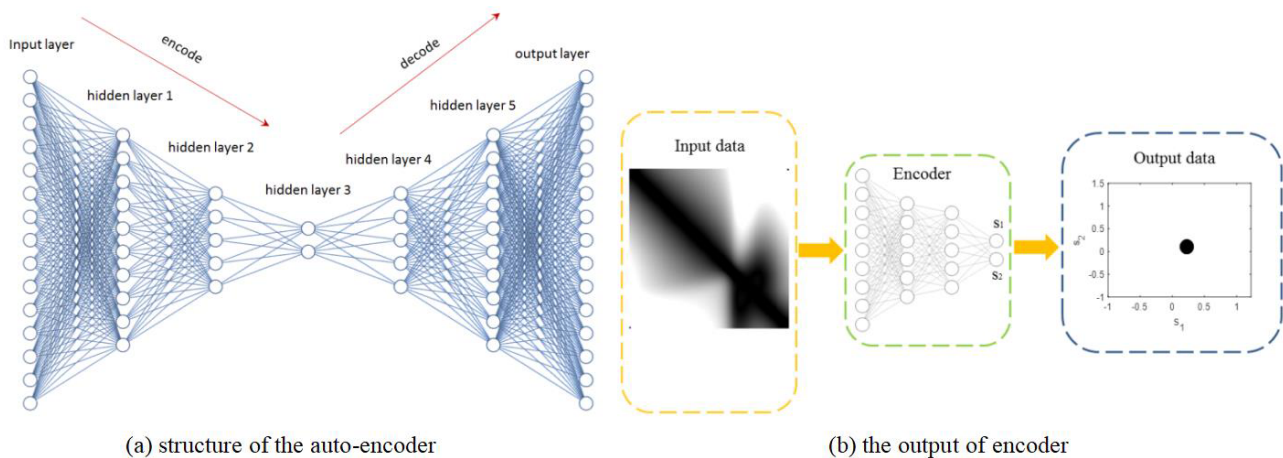 Input layer
encode
decode
output layer
hidden layer 1
hidden layer 5
hidden layer 2
hidden layer 4
hidden layer 3
Input data
Encoder
s1
s2
Output data
1.5
1
0.5
0
-0.5
-1
s2
-1
-0.5
0
0.5
1
s1
(a) structure of the auto-encoder
(b) the output of encoder